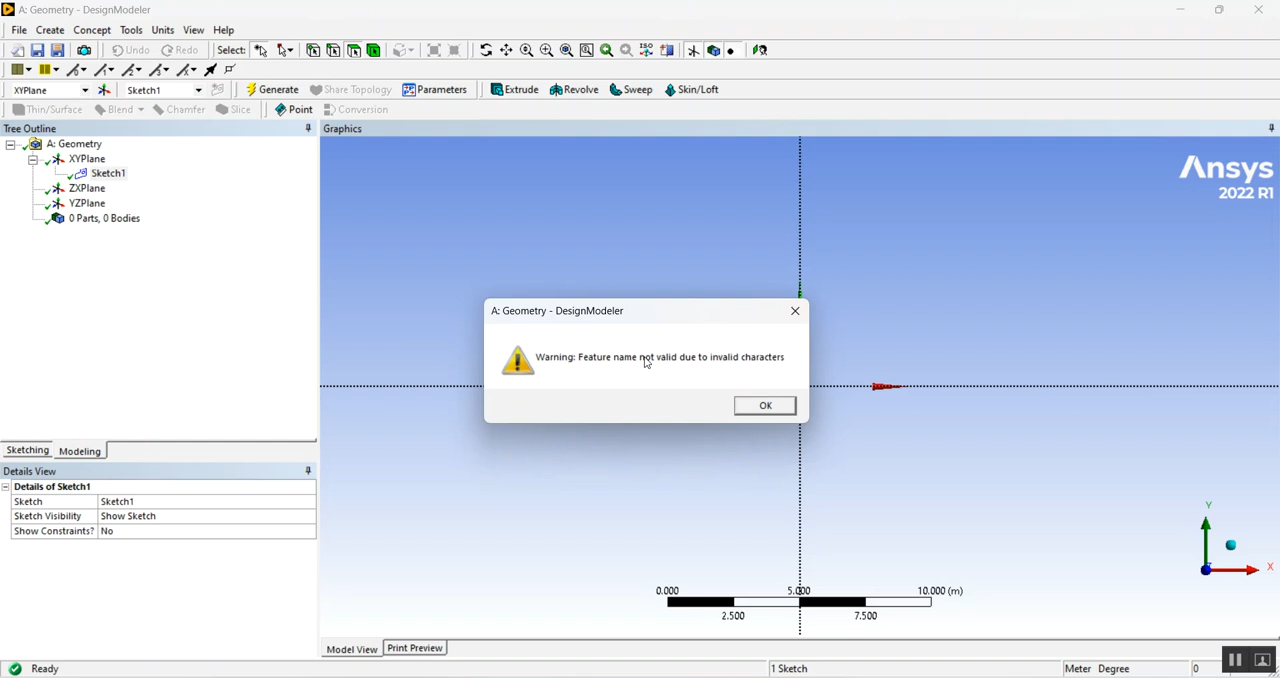 A: Geometry - DesignModeler
File Create Concept Tools Units View Help
Undo Redo Select: ISO
XYPlane Sketch1 Generate Share Topology Parameters Extrude Revolve Sweep Skin/Loft
Thin/Surface Blend Chamfer Slice Point Conversion
Tree Outline
A: Geometry
XYPlane
Sketch1
ZXPlane
YZPlane
0 Parts, 0 Bodies
Sketching Modeling
Details View
Details of Sketch1
Sketch Sketch1
Sketch Visibility Show Sketch
Show Constraints? No
Graphics
Ansys
2022 R1
A: Geometry - DesignModeler
Warning: Feature name not valid due to invalid characters
OK
Y
X
0.000 5.000 10.000 (m)
2.500 7.500
Model View Print Preview
Ready 1 Sketch Meter Degree 0